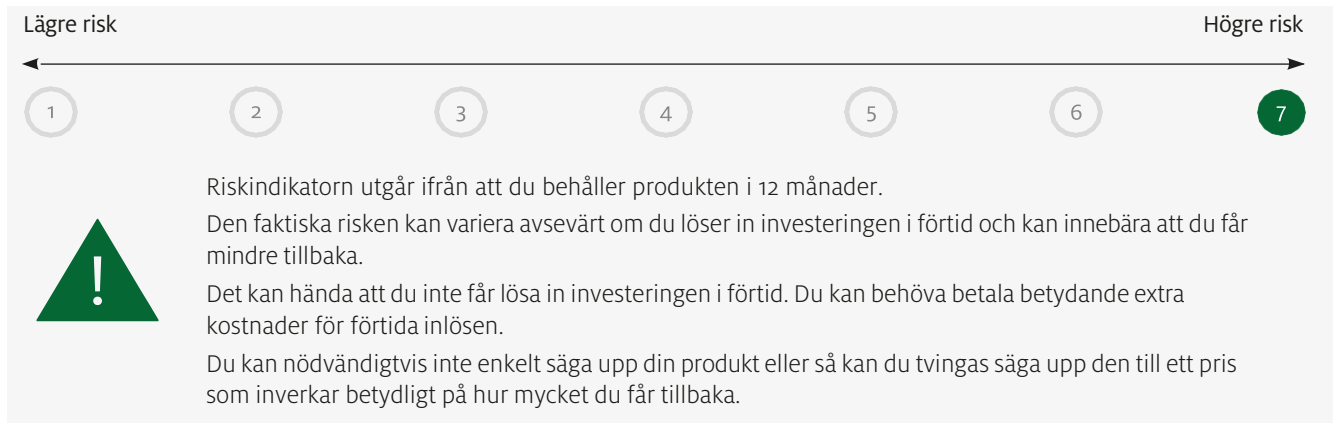 Lägre risk Högre risk
1 2 3 4 5 6 7
Riskindikatorn utgår ifrån att du behåller produkten i 12 månader.
Den faktiska risken kan variera avsevärt om du löser in investeringen i förtid och kan innebära att du får
mindre tillbaka.
!
Det kan hända att du inte får lösa in investeringen i förtid. Du kan behöva betala betydande extra
kostnader för förtida inlösen.
Du kan nödvändigtvis inte enkelt säga upp din produkt eller så kan du tvingas säga upp den till ett pris
som inverkar betydligt på hur mycket du får tillbaka.